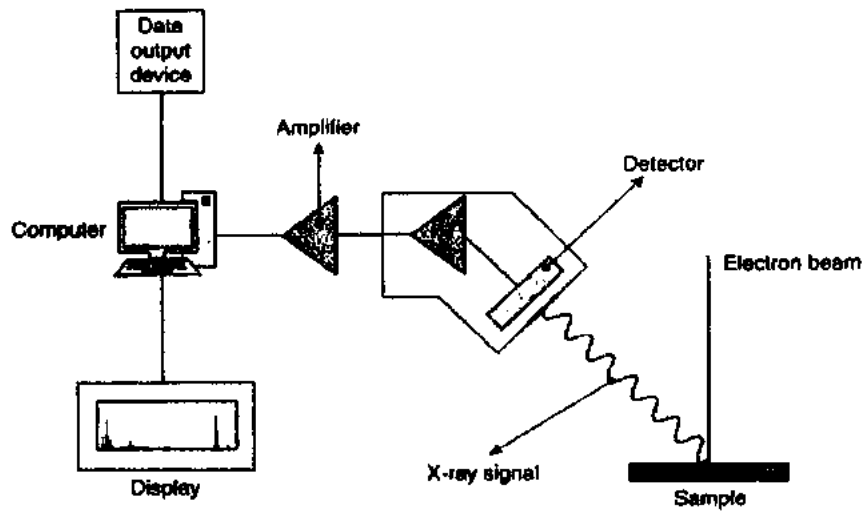 Data
output
device
Amplifier
Detector
Computer
Electron beam
X-ray signal
Display
Sample